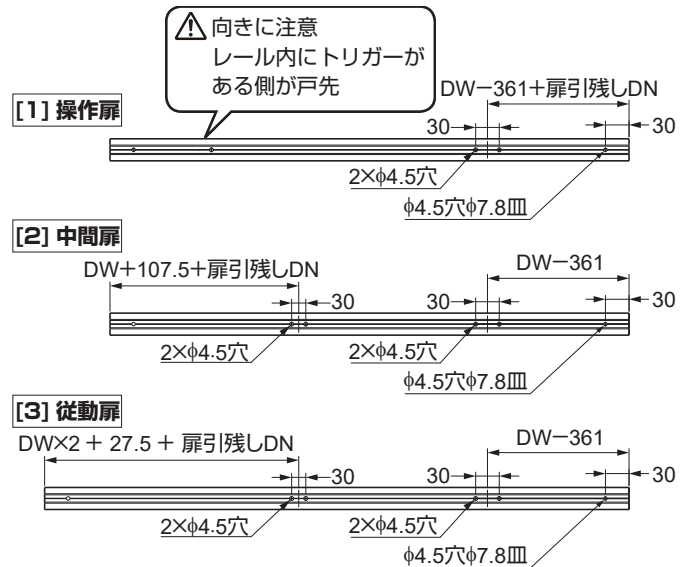 向きに注意
レール内にトリガーが
ある側が戸先
[1] 操作扉
DW−361+扉引残しDN
30
30
2×ϕ4.5穴
ϕ4.5穴ϕ7.8皿
[2] 中間扉
DW+107.5+扉引残しDN
DW−361
30
30
30
2×ϕ4.5穴
2×ϕ4.5穴
ϕ4.5穴ϕ7.8皿
[3] 従動扉
DW×2 + 27.5 + 扉引残しDN
DW−361
30
30
30
2×ϕ4.5穴
2×ϕ4.5穴
ϕ4.5穴ϕ7.8皿